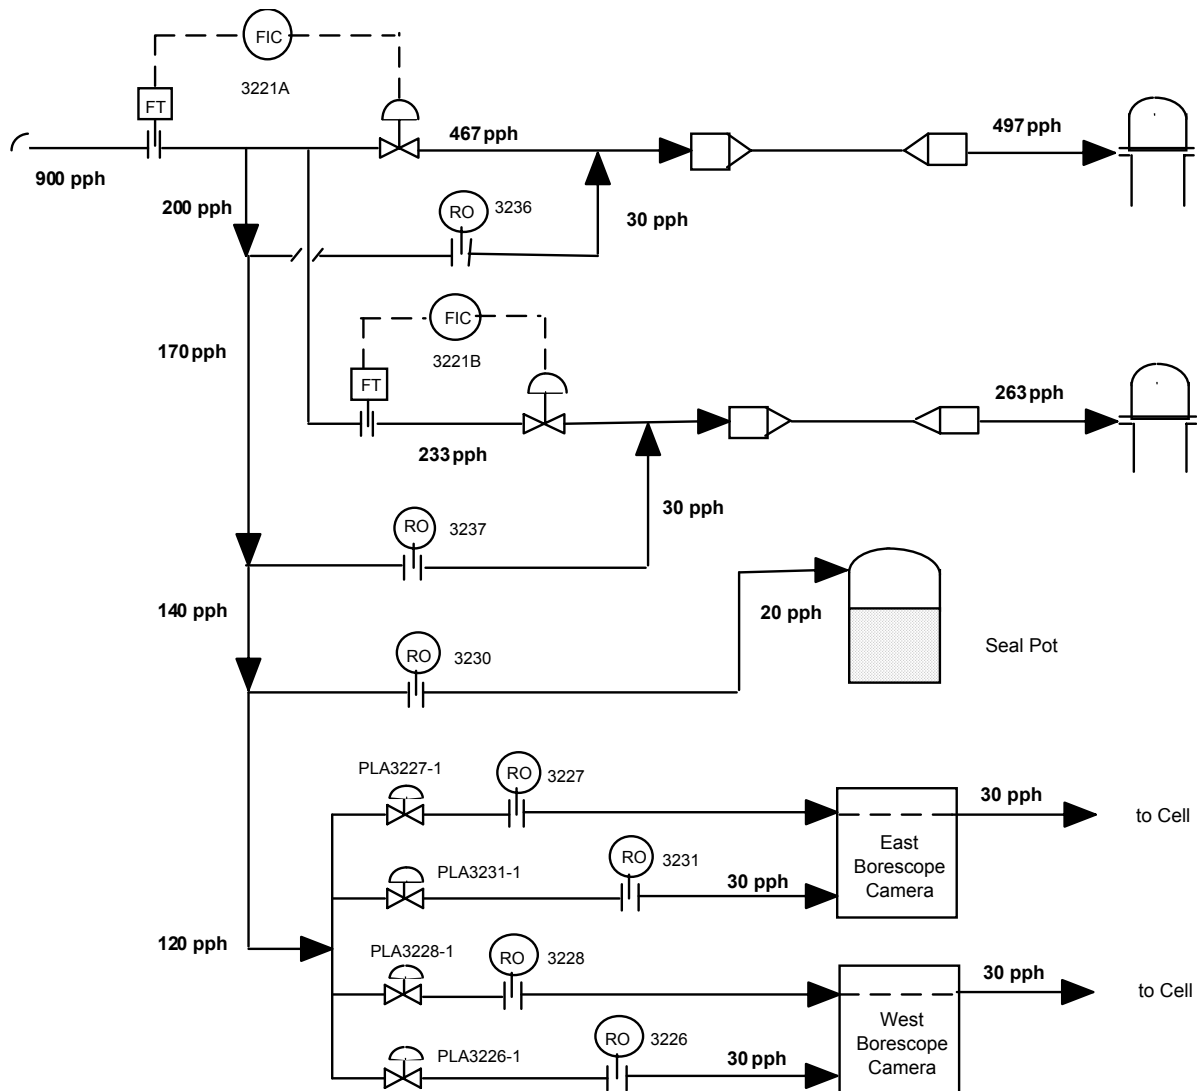 FIC
3221A
FT
467 pph
497 pph
900 pph
200 pph
RO
3236
30 pph
FIC
170 pph
3221B
FT
263 pph
233 pph
30 pph
RO
3237
140 pph
20 pph
RO
3230
Seal Pot
PLA3227-1
RO
3227
30 pph
to Cell
East
Borescope
Camera
RO
3231
PLA3231-1
30 pph
120 pph
PLA3228-1
RO
3228
30 pph
to Cell
West
Borescope
Camera
RO
3226
PLA3226-1
30 pph